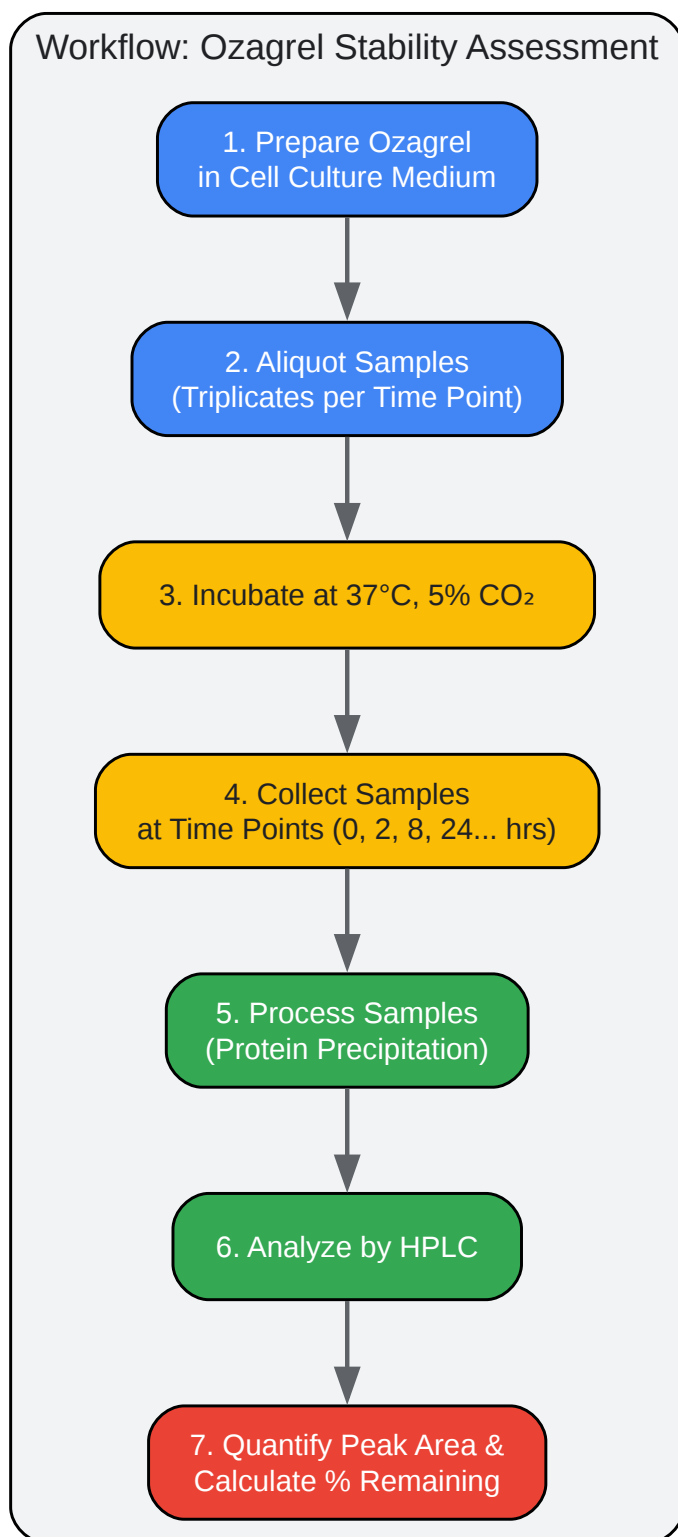 Workflow: Ozagrel Stability Assessment
1. Prepare Ozagrel
in Cell Culture Medium
2. Aliquot Samples
(Triplicates per Time Point)
3. Incubate at 37°C, 5% CO₂
4. Collect Samples
at Time Points (0, 2, 8, 24... hrs)
5. Process Samples
(Protein Precipitation)
6. Analyze by HPLC
7. Quantify Peak Area &
Calculate % Remaining